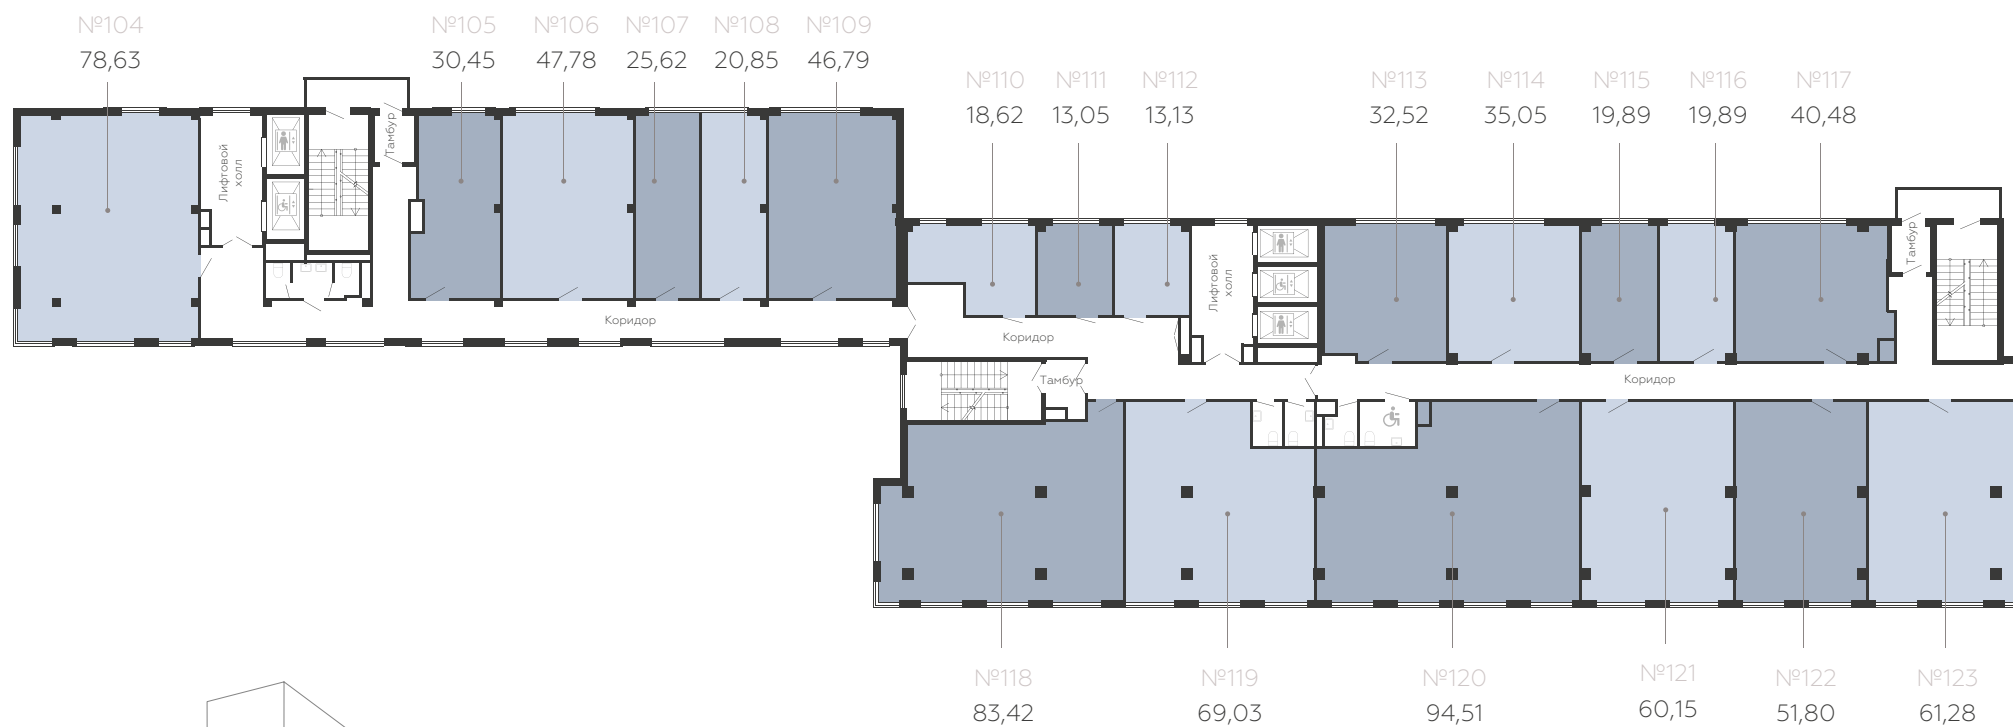 №104 №105 №106 №107 №108 №109
78,63 30,45 47,78 25,62 20,85 46,79
№110 №111 №112 №113 №114 №115 №116 №117
18,62 13,05 13,13 32,52 35,05 19,89 19,89 40,48
Тамбур
Лифтовой
холл
Коридор
Коридор
Лифтовой
холл
Тамбур
Тамбур
Коридор
№118 №119 №120 №121 №122 №123
83,42 69,03 94,51 60,15 51,80 61,28